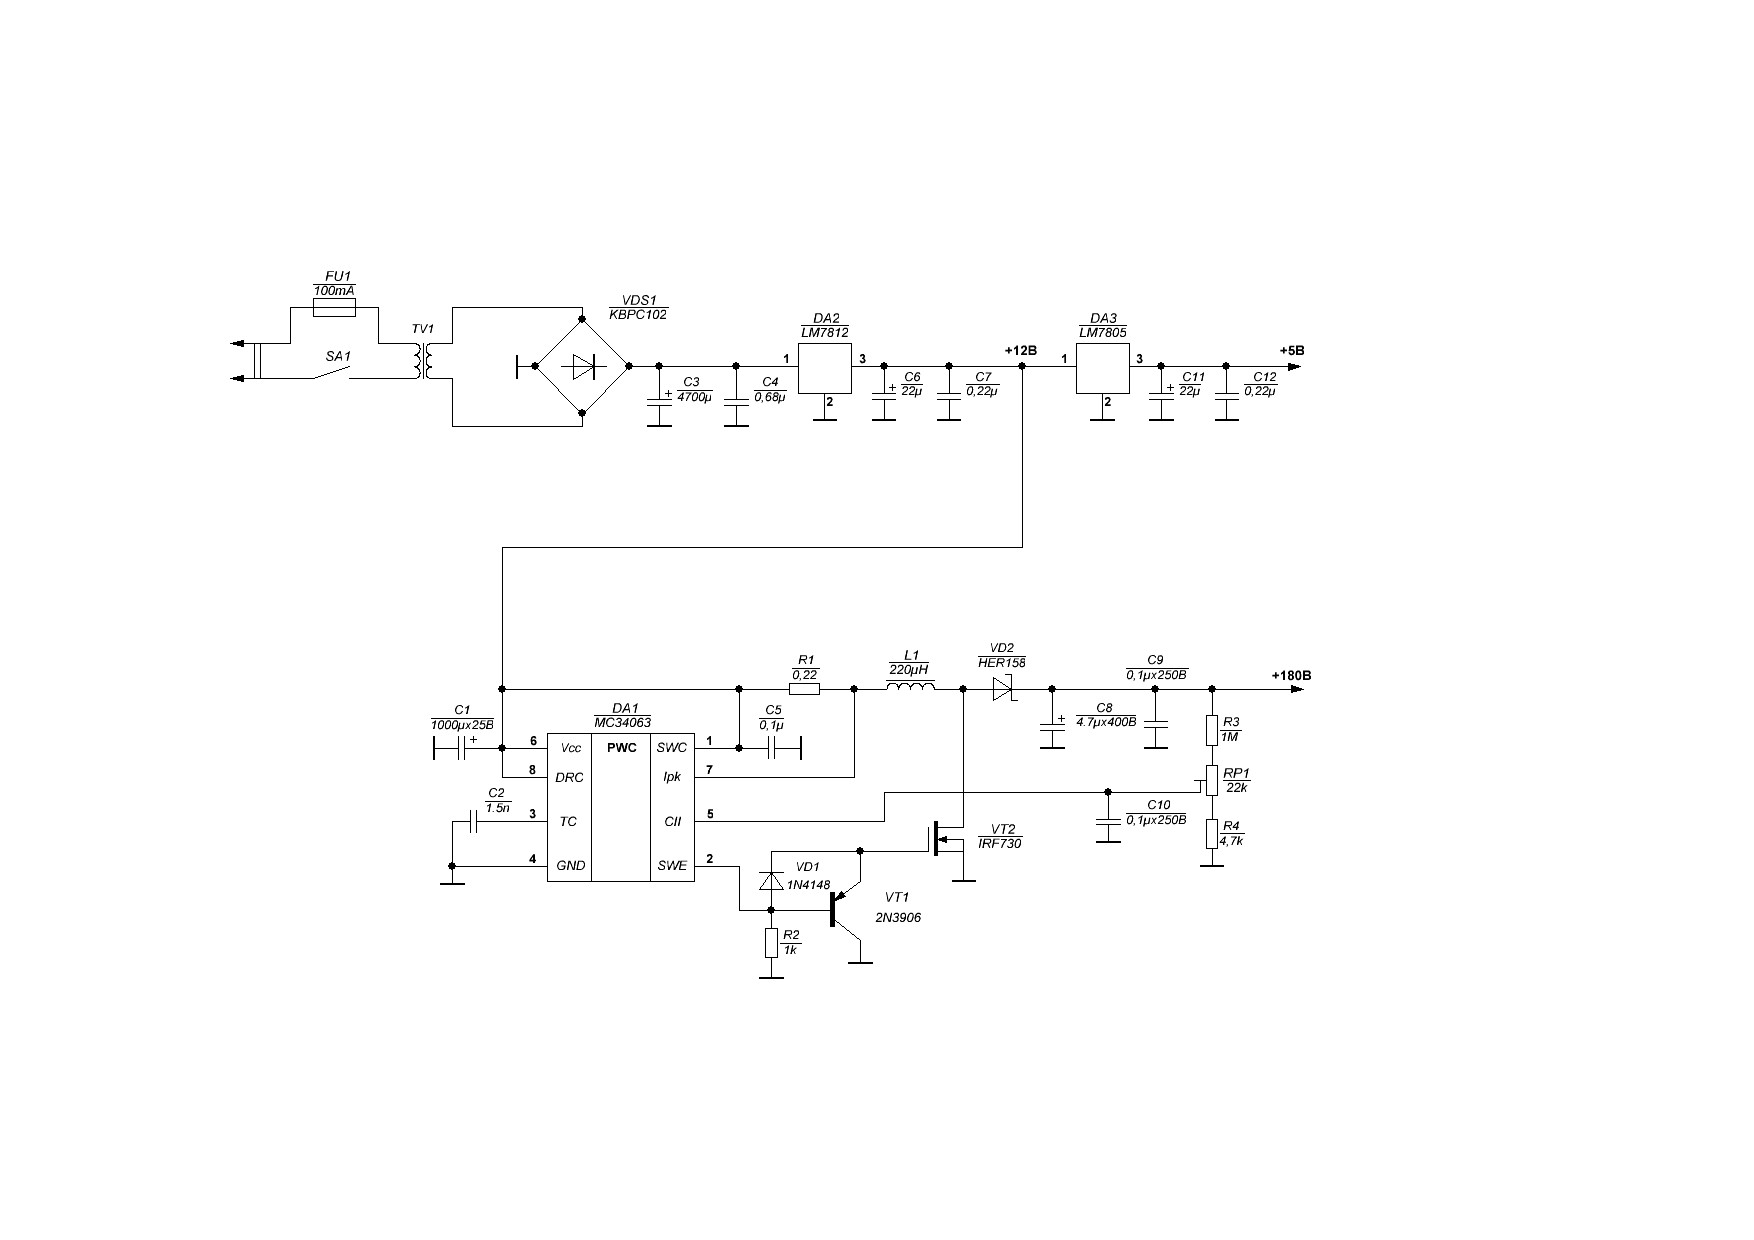 FU1
100mA
TV1
SA1
VDS1
KBPC102
C3
4700µ
C4
0,68µ
DA2
LM7812
1
3
2
C6
22µ
C7
0,22µ
+12В
DA3
LM7805
1
3
2
C11
22µ
C12
0,22µ
+5В
+
+
+
C1
1000µx25В
+
C2
1.5n
DA1
MC34063
6
Vcc
PWC
SWC
1
8
DRC
Ipk
7
3
TC
CII
5
4
GND
SWE
2
C5
0,1µ
R1
0,22
L1
220µH
VD2
HER158
C9
0,1µx250В
+180В
+
C8
4.7µx400В
R3
1M
RP1
22k
C10
0,1µx250В
R4
4,7k
VT2
IRF730
VD1
1N4148
VT1
2N3906
R2
1k